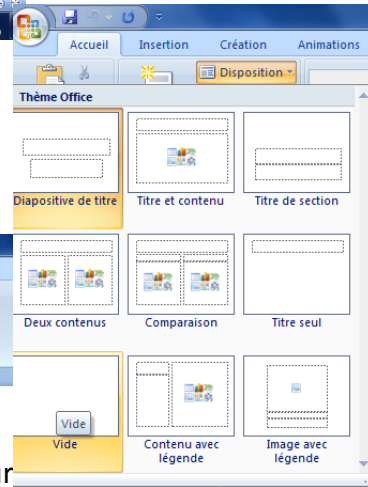 Accueil Insertion Création Animations
Disposition
Thème Office
Diapositive de titre Titre et contenu Titre de section
Deux contenus Comparaison Titre seul
Vide
Vide Contenu avec légende Image avec légende